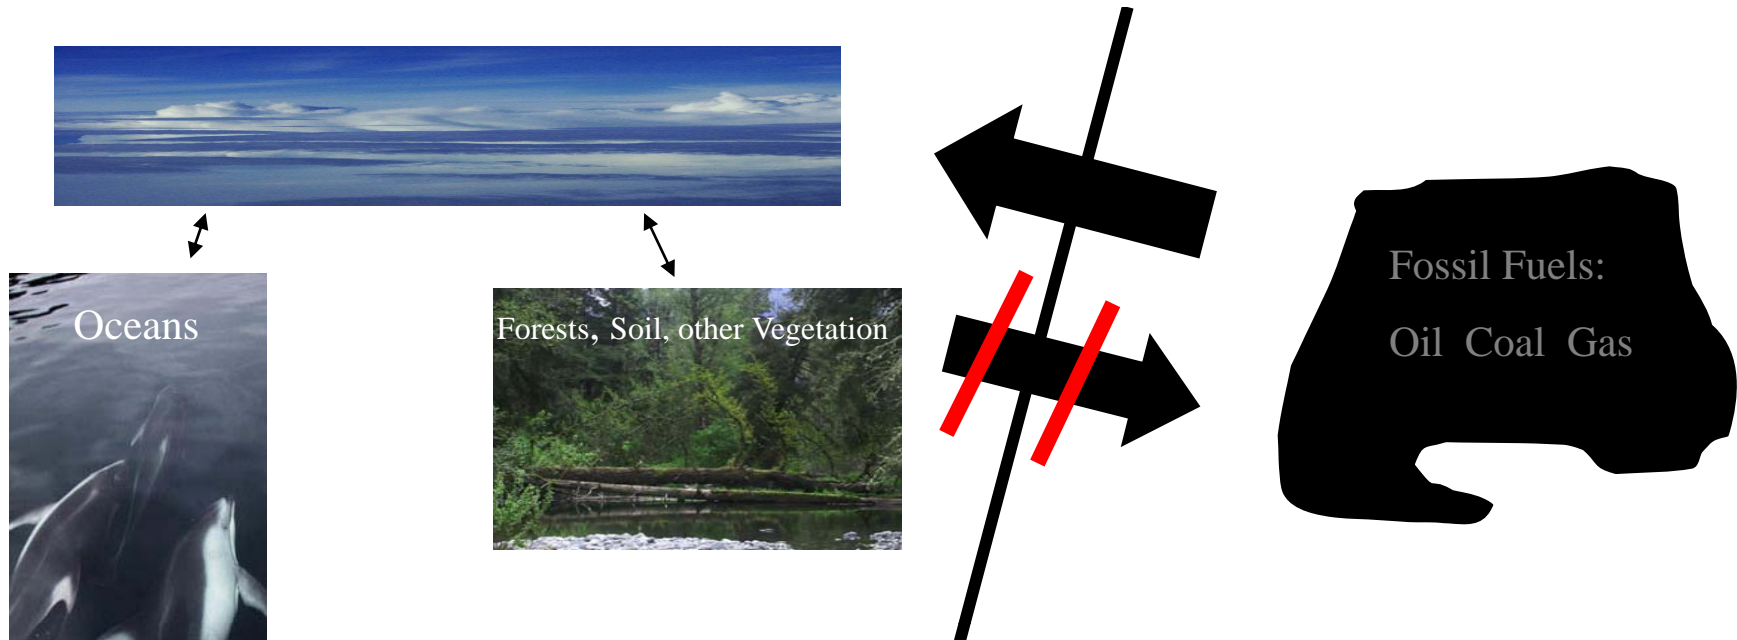 Oceans
Forests, Soil, other Vegetation
Fossil Fuels:
Oil Coal Gas